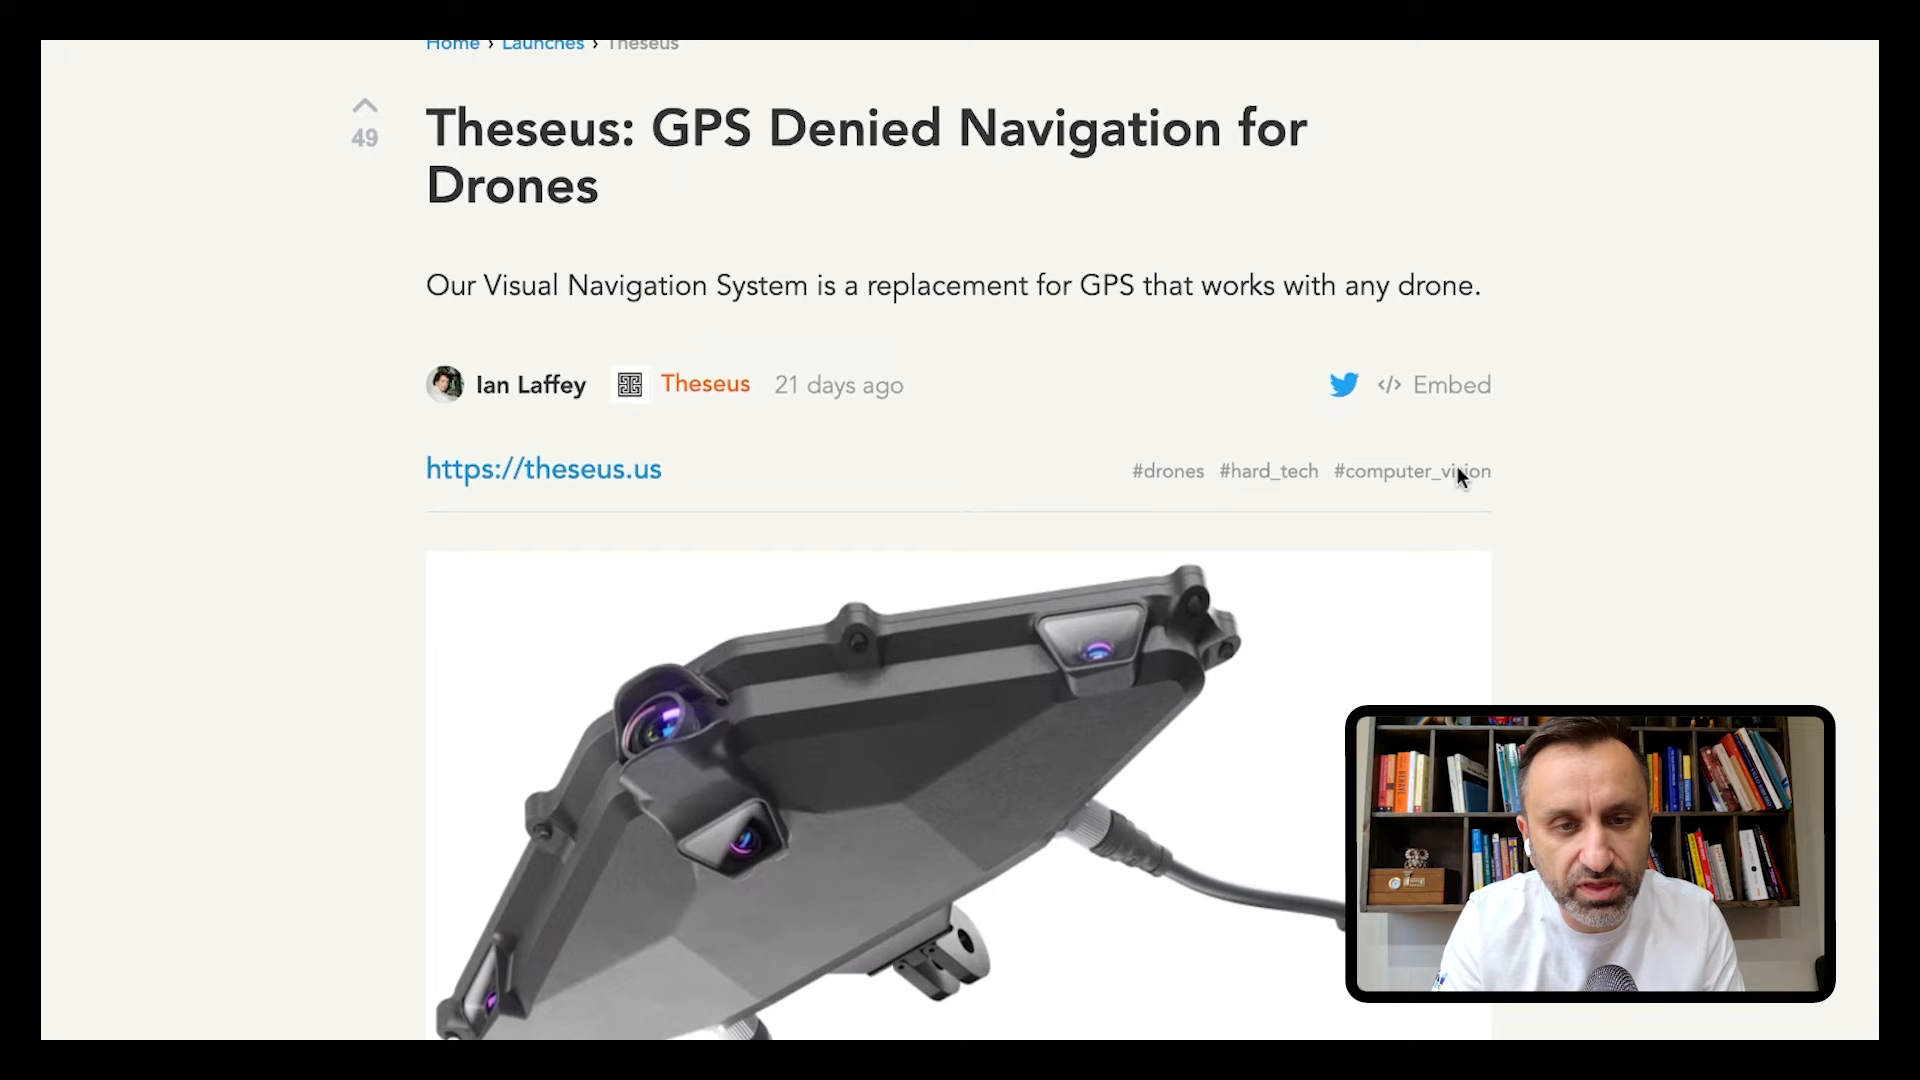 Home › Launches › Theseus
49
Theseus: GPS Denied Navigation for
Drones
Our Visual Navigation System is a replacement for GPS that works with any drone.
Ian Laffey Theseus 21 days ago </> Embed
https://theseus.us #drones #hard_tech #computer_vision
BEHAVE